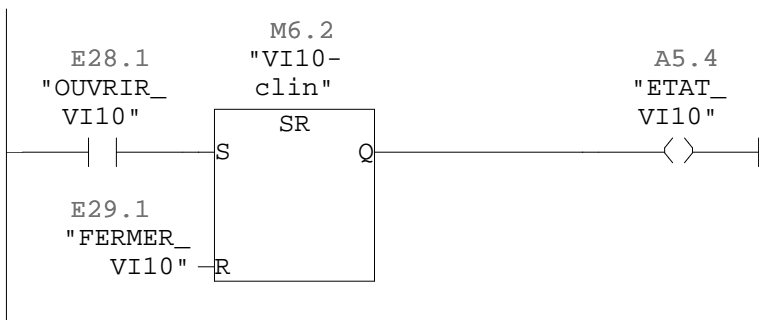 M6.2
E28.1
"VI10-
A5.4
"OUVRIR_
clin"
"ETAT_
VI10"
SR
VI10"
S
Q
E29.1
"FERMER_
VI10"
R